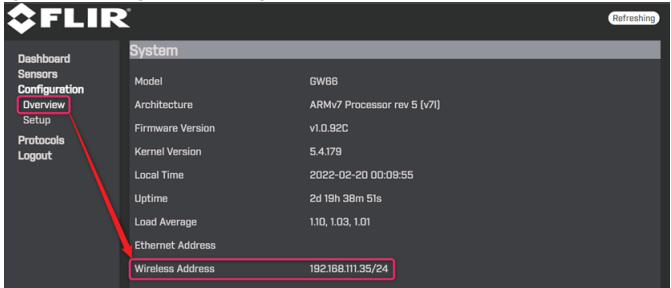 FLIR
Refreshing
Dashboard
Sensors
Configuration
Overview
Setup
Protocols
Logout
System
Model GW66
Architecture ARMv7 Processor rev 5 (v7l)
Firmware Version v1.0.92C
Kernel Version 5.4.179
Local Time 2022-02-20 00:09:55
Uptime 2d 19h 38m 51s
Load Average 1.10, 1.03, 1.01
Ethernet Address
Wireless Address 192.168.111.35/24